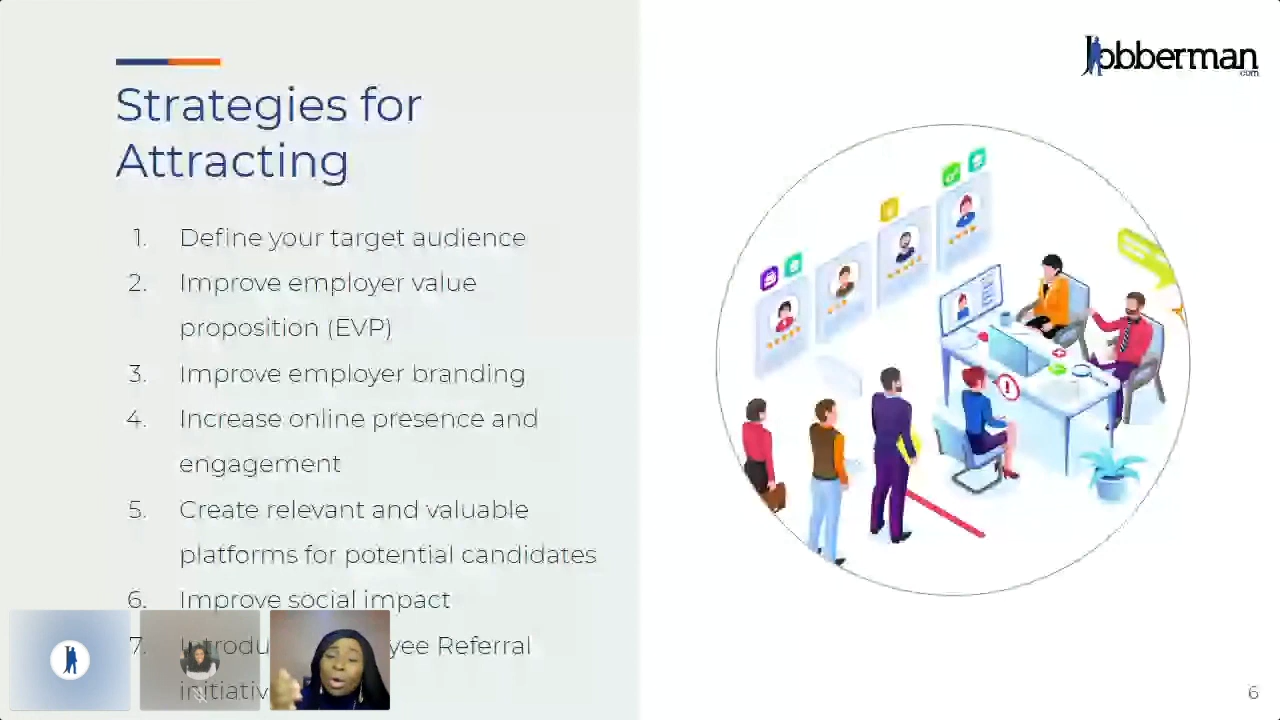 Jobberman
.com
Strategies for
Attracting
1. Define your target audience
2. Improve employer value
proposition (EVP)
3. Improve employer branding
4. Increase online presence and
engagement
5. Create relevant and valuable
platforms for potential candidates
6. Improve social impact
7. Referral
6